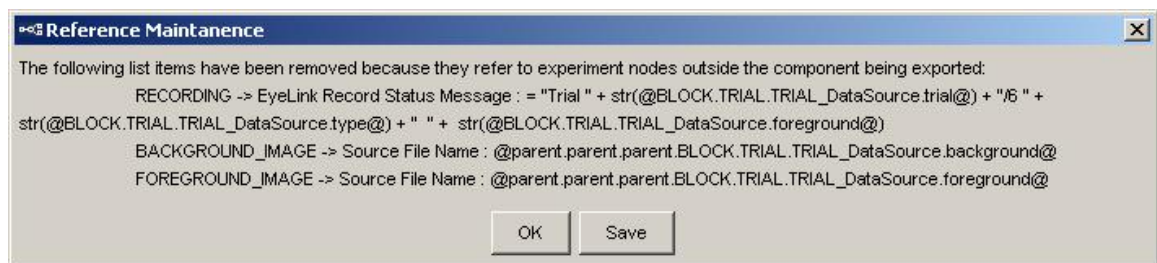 Reference Maintanence
The following list items have been removed because they refer to experiment nodes outside the component being exported:
RECORDING -> EyeLink Record Status Message : = "Trial " + str(@BLOCK.TRIAL.TRIAL_DataSource.trial@) + "/6 " +
str(@BLOCK.TRIAL.TRIAL_DataSource.type@) + "  " +  str(@BLOCK.TRIAL.TRIAL_DataSource.foreground@)
BACKGROUND_IMAGE -> Source File Name : @parent.parent.parent.BLOCK.TRIAL.TRIAL_DataSource.background@
FOREGROUND_IMAGE -> Source File Name : @parent.parent.parent.BLOCK.TRIAL.TRIAL_DataSource.foreground@
OK Save